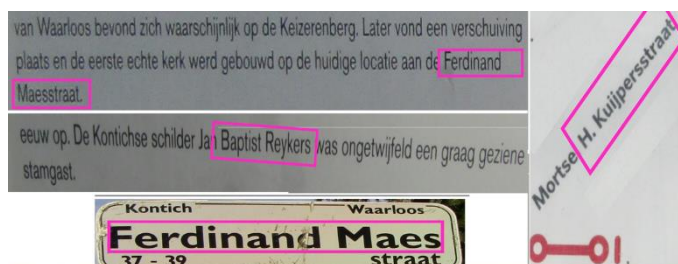 van Waarloos bevond zich waarschijnlijk op de Keizerenberg. Later vond een verschuiving
plaats en de eerste echte kerk werd gebouwd op de huidige locatie aan de Ferdinand
Maesstraat.
eeuw op. De Kontichse schilder Jan Baptist Reykers was ongetwijfeld een graag geziene
stamgast.
Kontich Waarloos
Ferdinand Maes
37 - 39 straat
Mortsel H. Kuijpersstraat